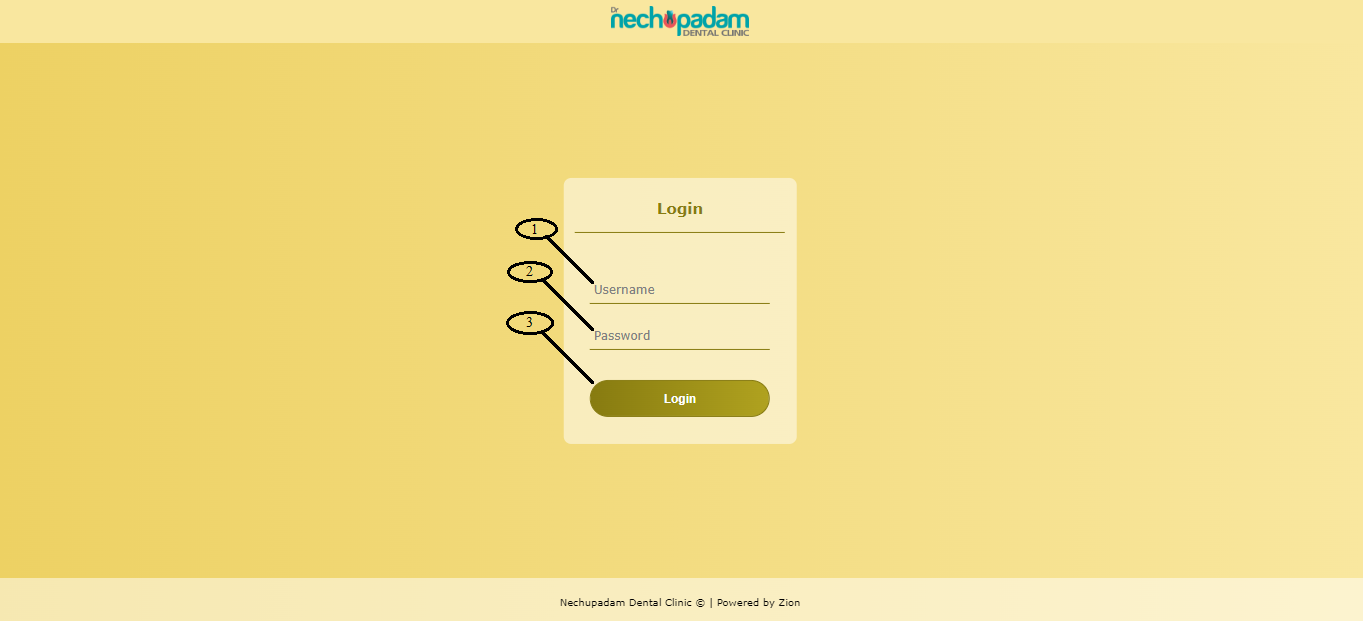 Dr
nechupadam
DENTAL CLINIC
Login
1
2
Username
3
Password
Login
Nechupadam Dental Clinic © | Powered by Zion